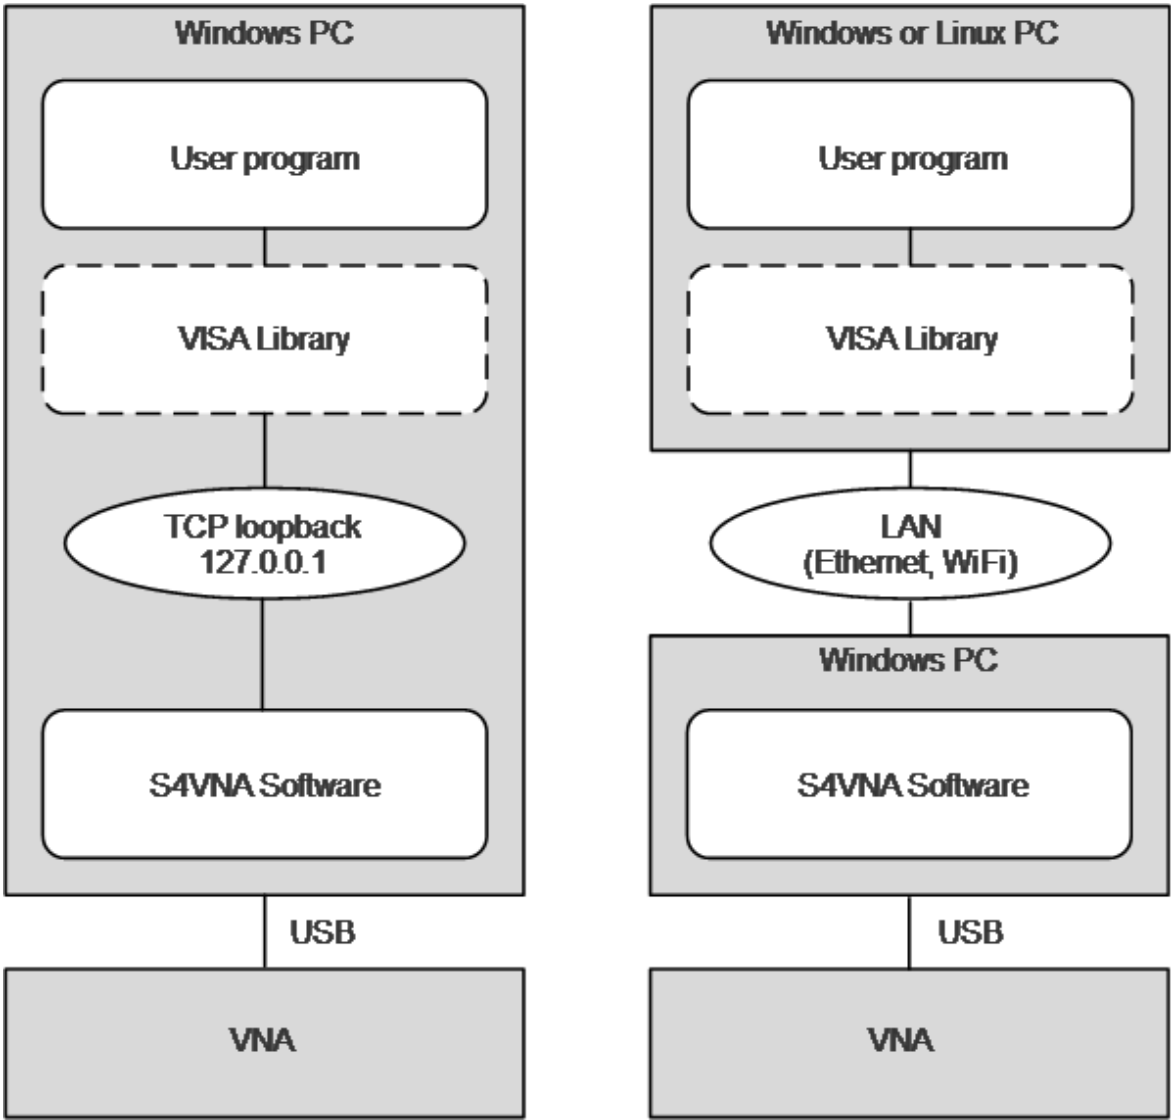 Windows PC
User program
VISA Library
TCP loopback
127.0.0.1
S4VNA Software
USB
VNA
Windows or Linux PC
User program
VISA Library
LAN
(Ethernet, WiFi)
Windows PC
S4VNA Software
USB
VNA